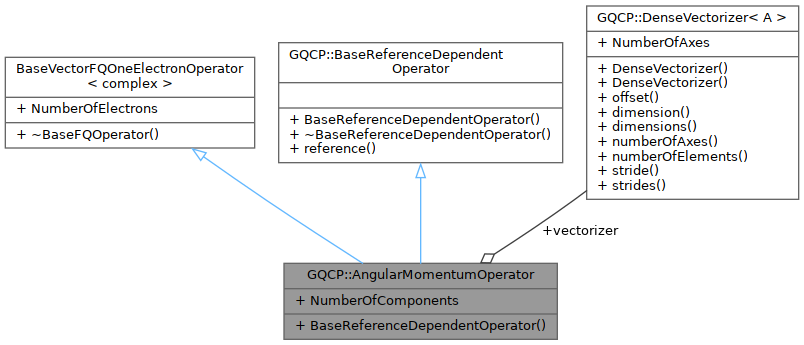 BaseVectorFQOneElectronOperator
< complex >
+ NumberOfElectrons
+ ~BaseFQOperator()
GQCP::BaseReferenceDependent
Operator
+ BaseReferenceDependentOperator()
+ ~BaseReferenceDependentOperator()
+ reference()
GQCP::DenseVectorizer< A >
+ NumberOfAxes
+ DenseVectorizer()
+ DenseVectorizer()
+ offset()
+ dimension()
+ dimensions()
+ numberOfAxes()
+ numberOfElements()
+ stride()
+ strides()
+vectorizer
GQCP::AngularMomentumOperator
+ NumberOfComponents
+ BaseReferenceDependentOperator()